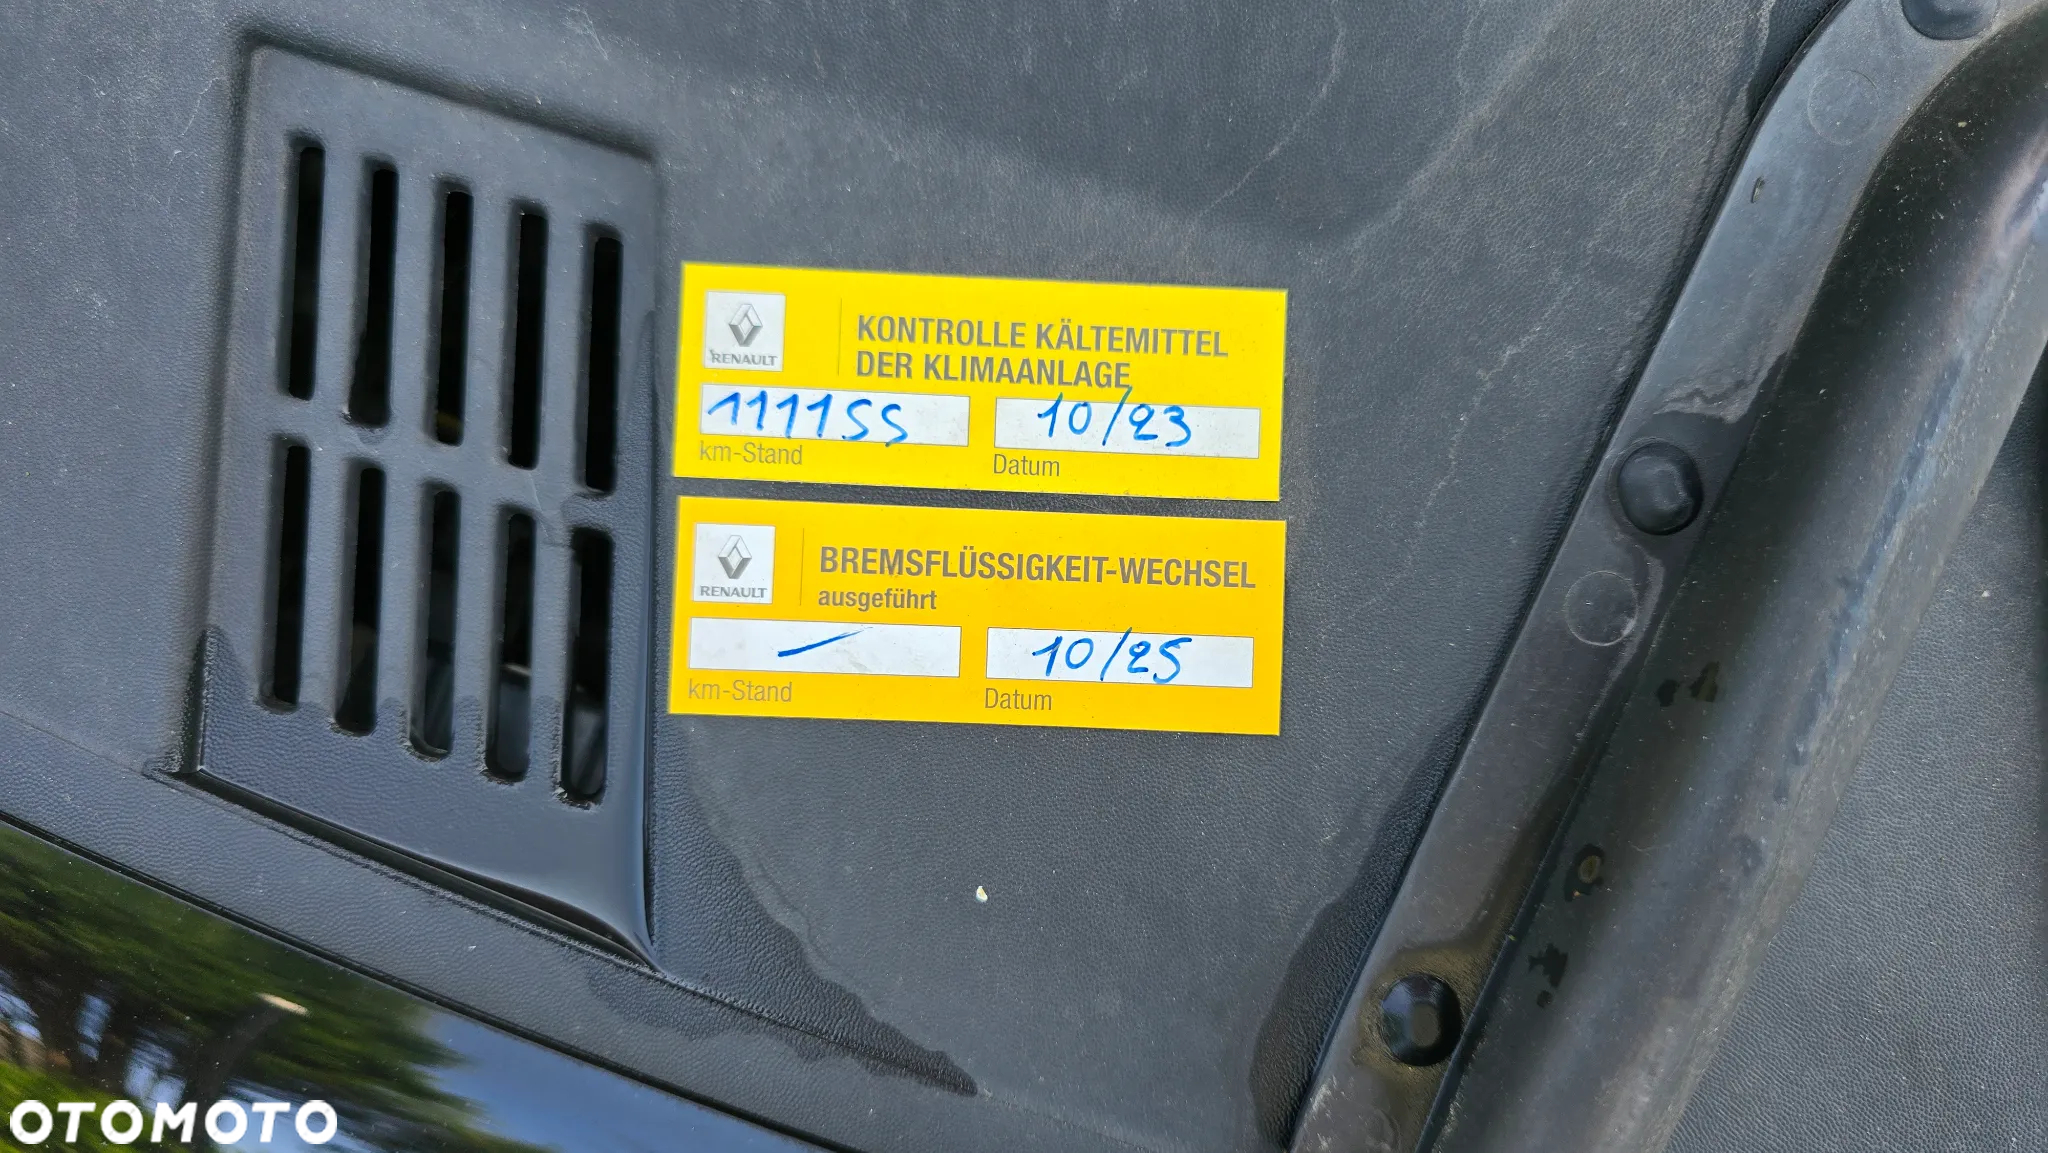 RENAULT
KONTROLLE KÄLTEMITTEL
DER KLIMAANLAGE
111155 10/23
km-Stand Datum
RENAULT
BREMSFLÜSSIGKEIT-WECHSEL
ausgeführt
— 10/25
km-Stand Datum
OTOMOTO